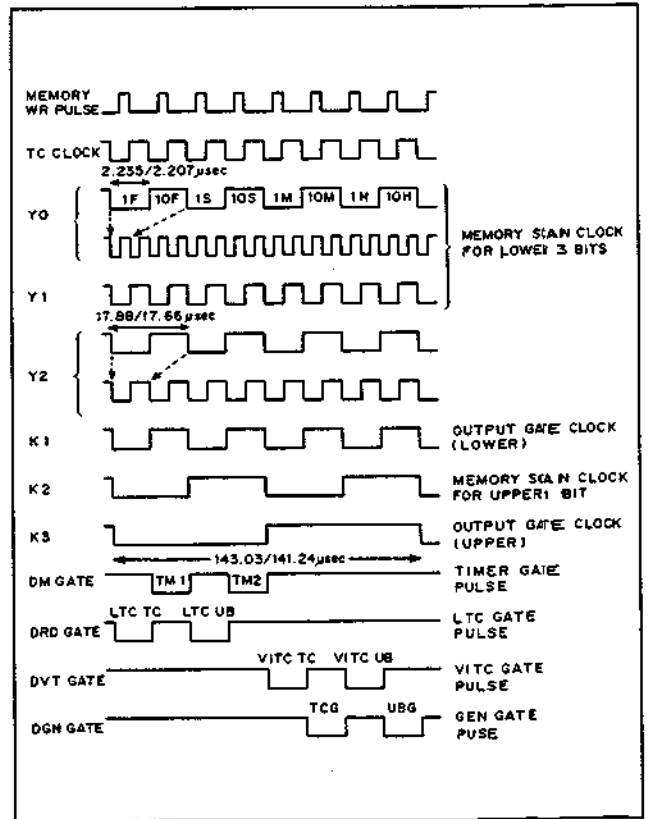 MEMORY
WR PULSE
TC CLOCK
2.235/2.207μsec
1F 10F 1S 10S 1M 10M 1H 10H
Y0
MEMORY SCAN CLOCK
FOR LOWER 3 BITS
Y1
17.88/17.66μsec
Y2
K1
OUTPUT GATE CLOCK
(LOWER)
K2
MEMORY SCAN CLOCK
FOR UPPER1 BIT
K3
OUTPUT GATE CLOCK
(UPPER)
143.03/141.24μsec
DM GATE
TM1 TM2
TIMER GATE
PULSE
LTC TC LTC UB
DRD GATE
LTC GATE
PULSE
VITC TC VITC UB
DVT GATE
VITC GATE
PULSE
TCG UBG
DGN GATE
GEN GATE
PUSE